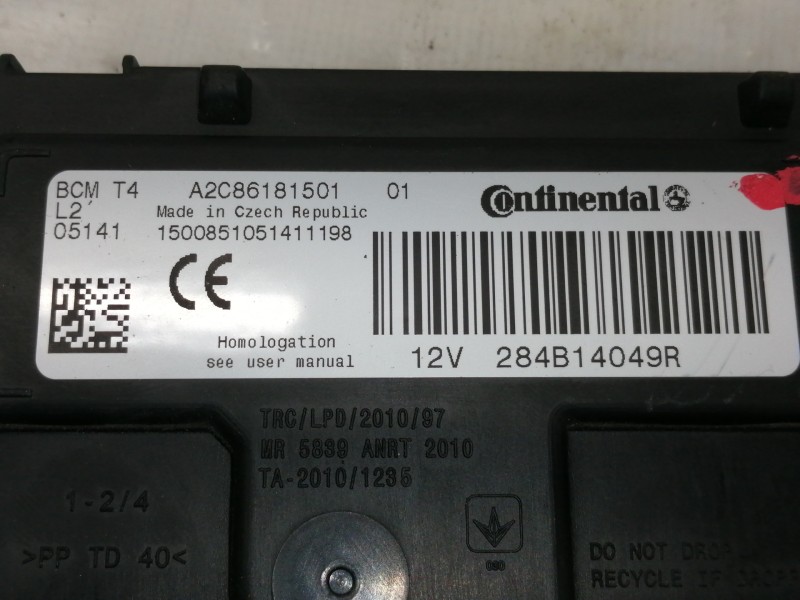 BCM T4 A2C86181501 01 Continental
L2' Made in Czech Republic
05141 1500851051411198
CE
Homologation
see user manual
12V 284B14049R
TRC/LPD/2010/97
MR 5839 ANRT 2010
TA-2010/1235
1-2/4
>PP TD 40<
DO NOT
RECYCLE IF